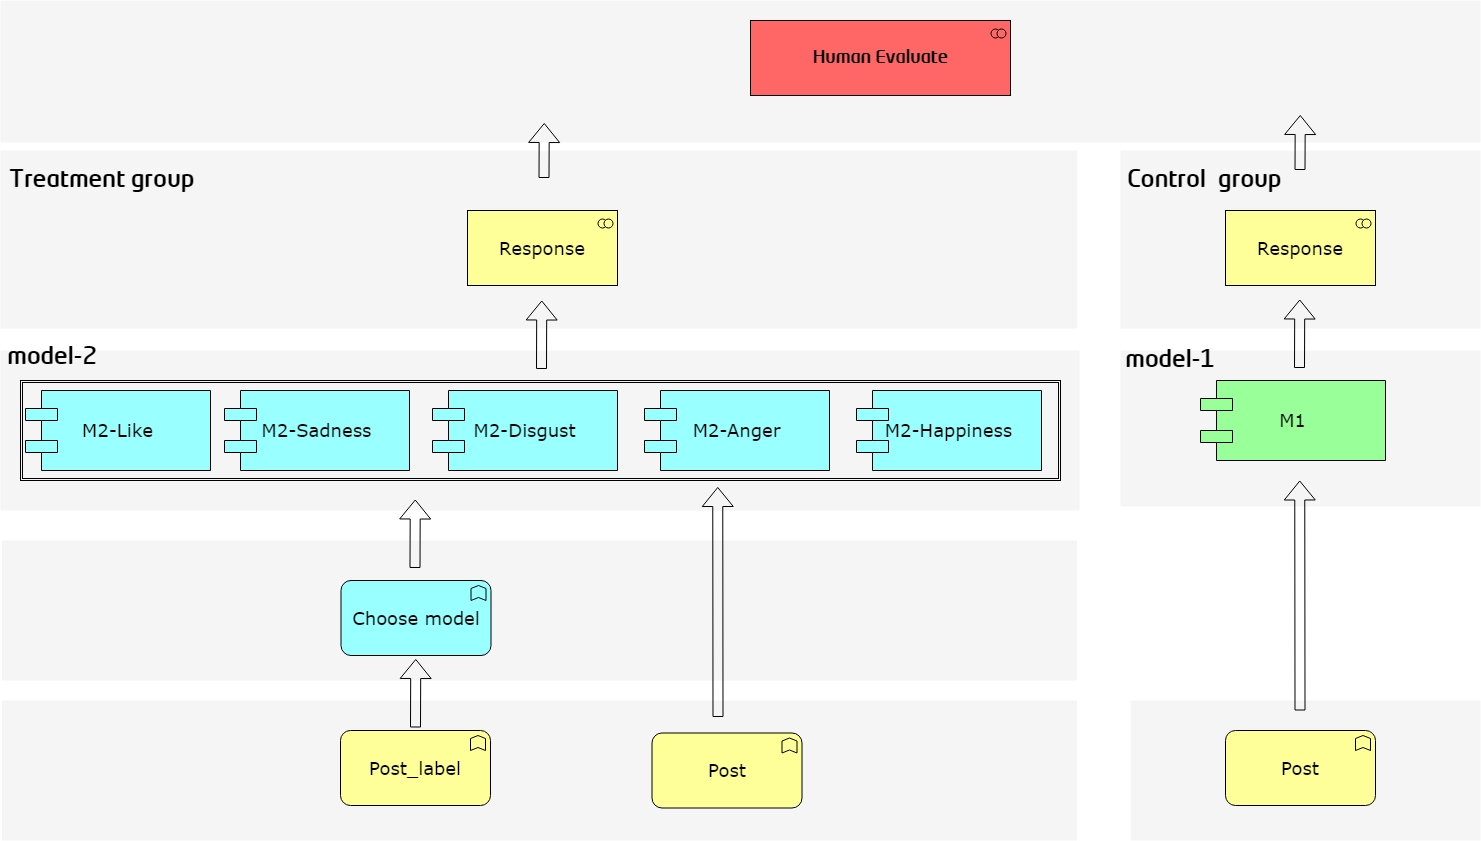 Human Evaluate
Treatment group
Control  group
Response
Response
model-2
model-1
M2-Like
M2-Sadness
M2-Disgust
M2-Anger
M2-Happiness
M1
Choose model
Post_label
Post
Post